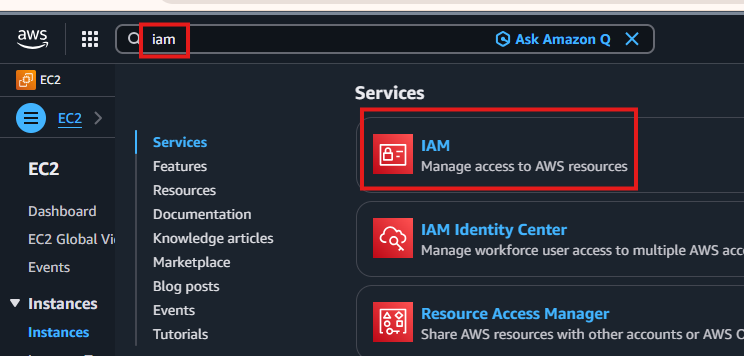 aws
iam
Ask Amazon Q
EC2
EC2
EC2
Dashboard
EC2 Global Vi
Events
Instances
Instances
Services
Features
Resources
Documentation
Knowledge articles
Marketplace
Blog posts
Events
Tutorials
Services
IAM
Manage access to AWS resources
IAM Identity Center
Manage workforce user access to multiple AWS acc
Resource Access Manager
Share AWS resources with other accounts or AWS O